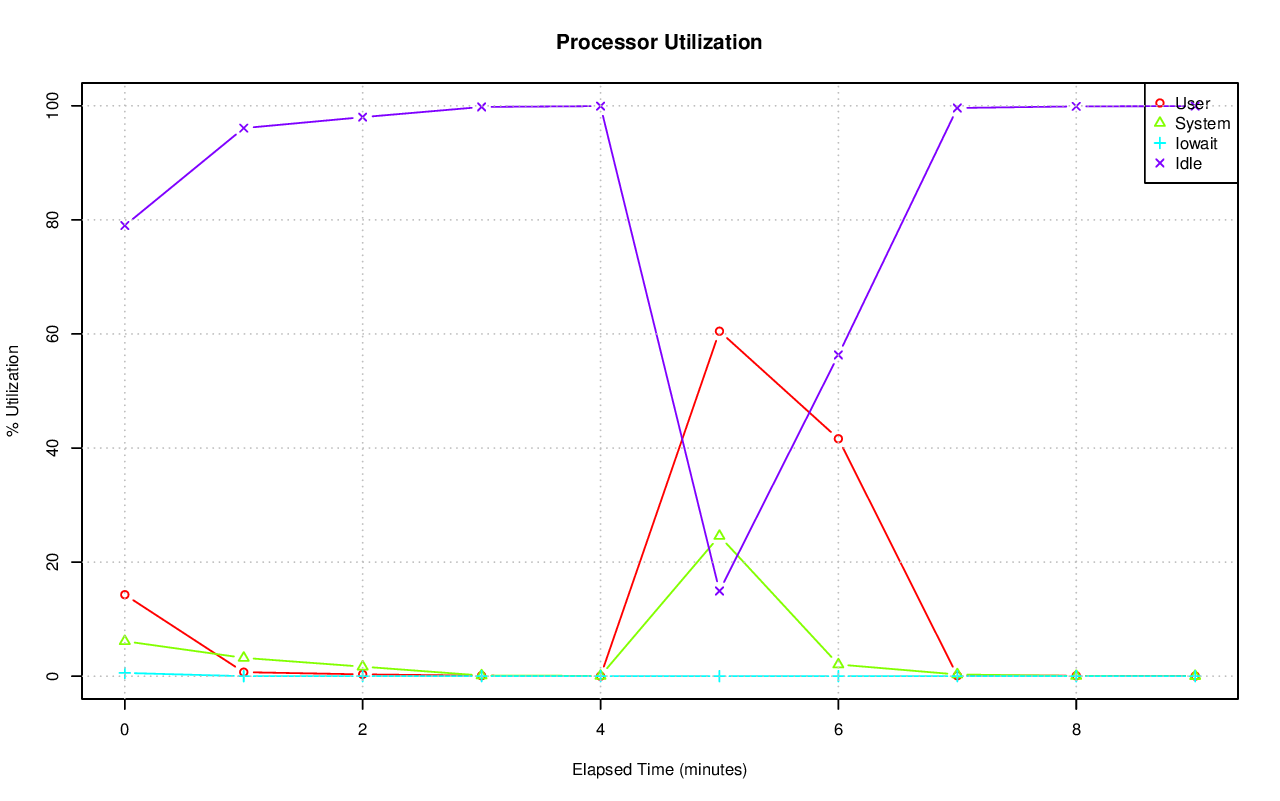 Processor Utilization
% Utilization
100
80
60
40
20
0
User
System
Iowait
Idle
0 2 4 6 8
Elapsed Time (minutes)